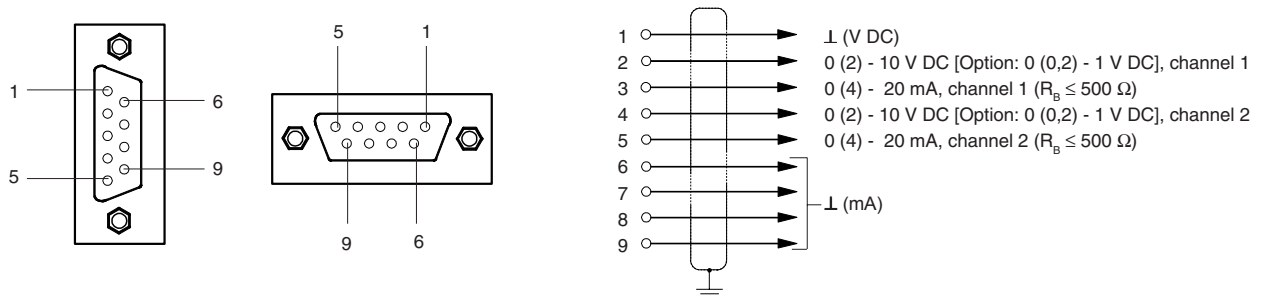 1
6
5
9
5
1
9
6
1 ⊥ (V DC)
2 0 (2) - 10 V DC [Option: 0 (0,2) - 1 V DC], channel 1
3 0 (4) - 20 mA, channel 1 (R_B ≤ 500 Ω)
4 0 (2) - 10 V DC [Option: 0 (0,2) - 1 V DC], channel 2
5 0 (4) - 20 mA, channel 2 (R_B ≤ 500 Ω)
6
7
8
9
⊥ (mA)